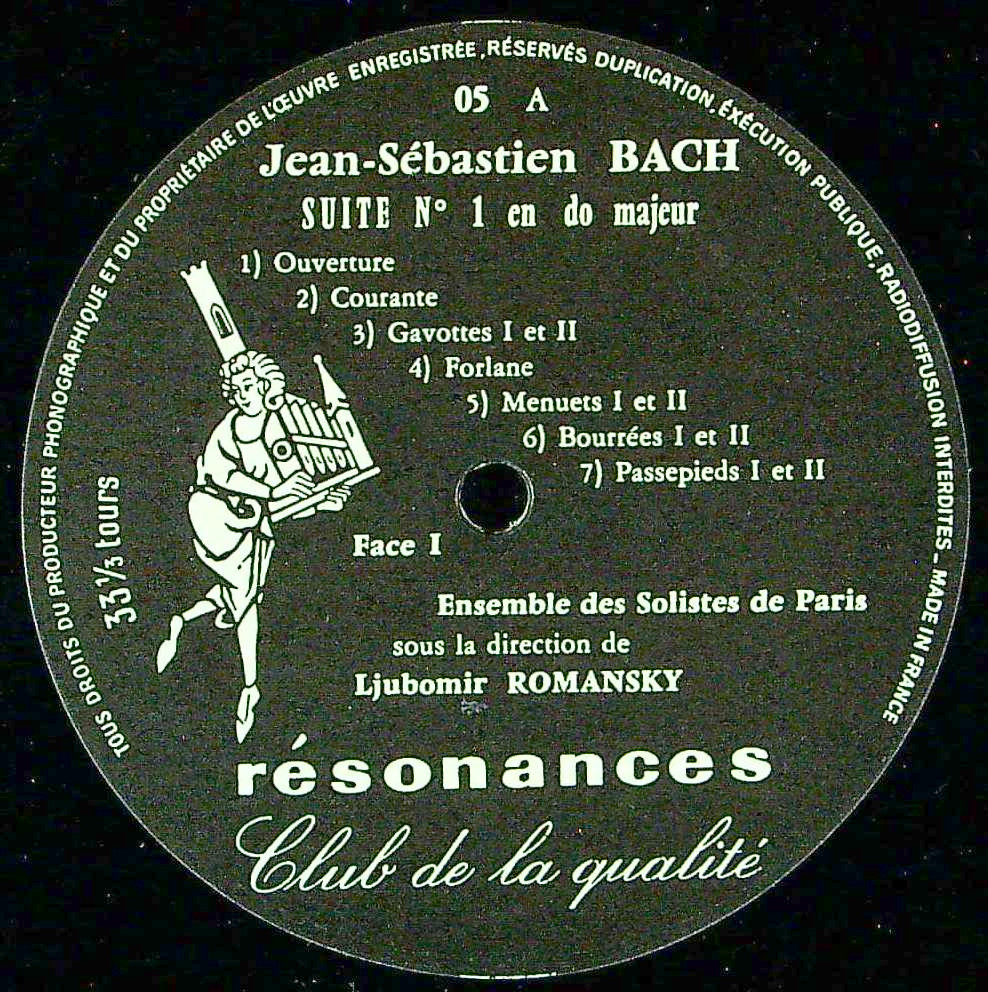 TOUS DROITS DU PRODUCTEUR PHONOGRAPHIQUE ET DU PROPRIÉTAIRE DE L'ŒUVRE ENREGISTRÉE, RÉSERVÉS DUPLICATION, EXÉCUTION PUBLIQUE, RADIODIFFUSION INTERDITES - MADE IN FRANCE
05 A
Jean-Sébastien BACH
SUITE N° 1 en do majeur
1) Ouverture
2) Courante
3) Gavottes I et II
4) Forlane
5) Menuets I et II
6) Bourrées I et II
7) Passepieds I et II
33 1/3 tours
Face I
Ensemble des Solistes de Paris
sous la direction de
Ljubomir ROMANSKY
résonances
Club de la qualité